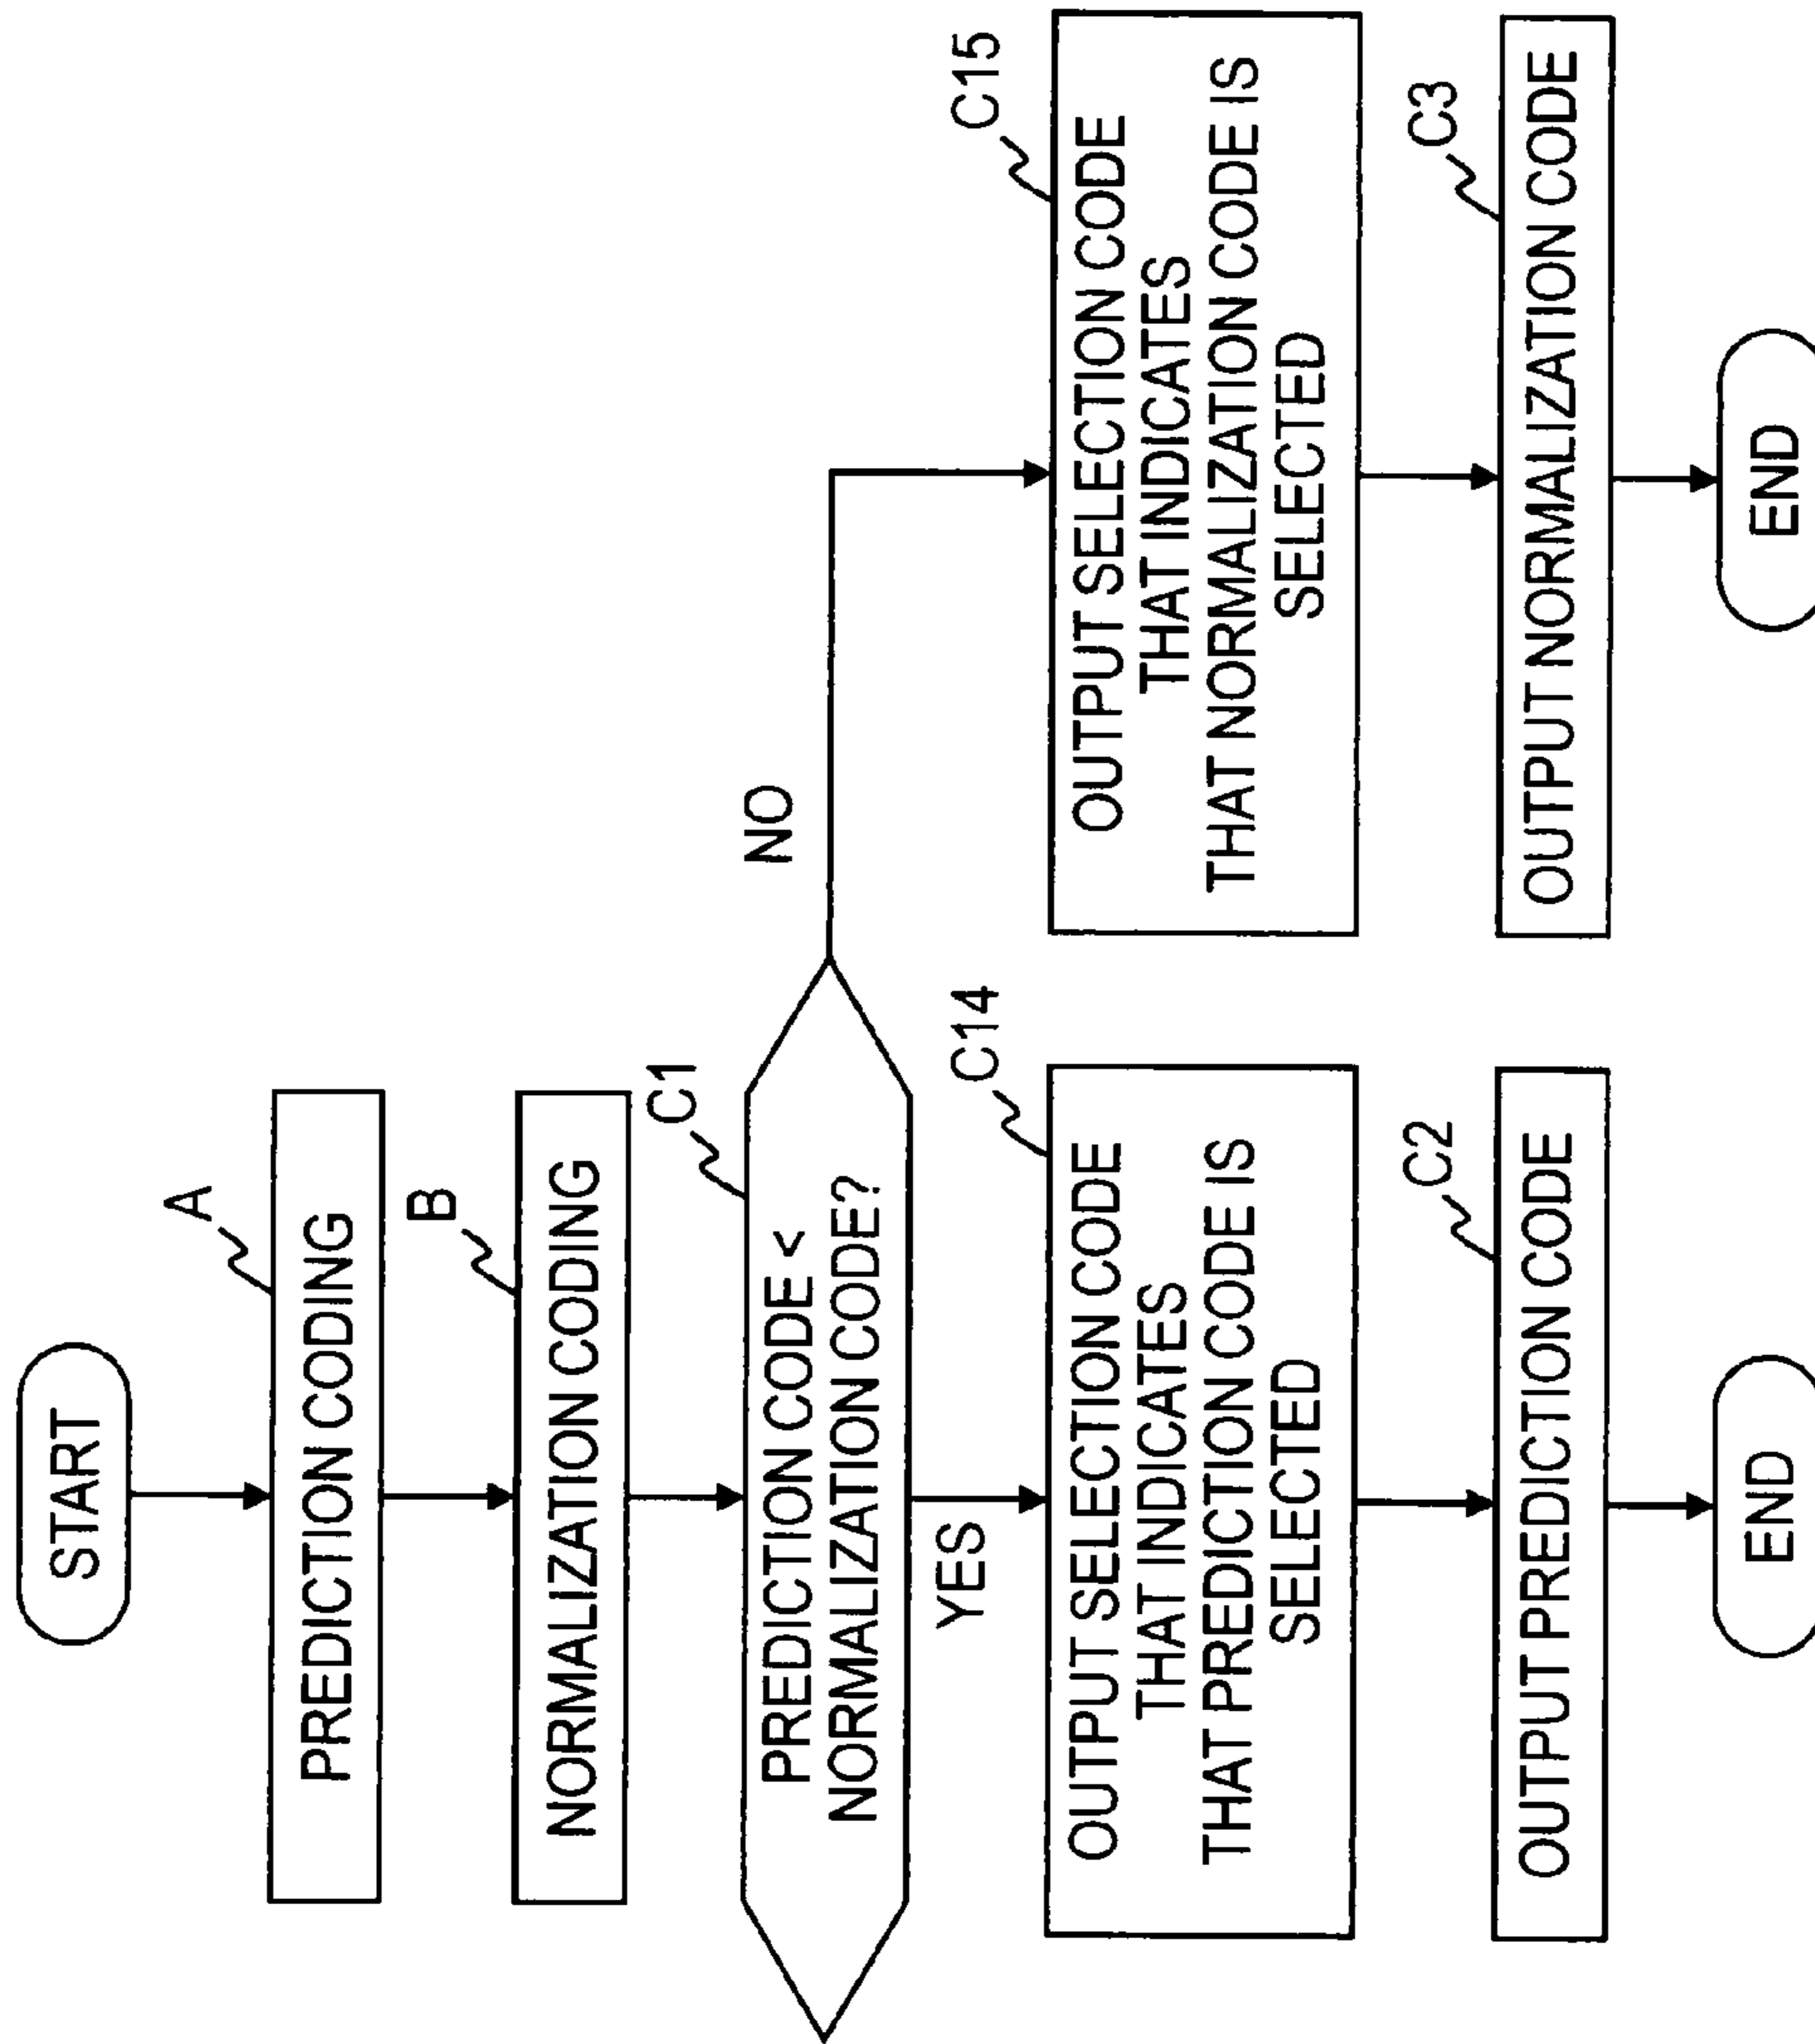 START
A
PREDICTION CODING
B
NORMALIZATION CODING
C1
PREDICTION CODE <
NORMALIZATION CODE?
NO
YES
C14
OUTPUT SELECTION CODE
THAT INDICATES
THAT PREDICTION CODE IS
SELECTED
C2
OUTPUT PREDICTION CODE
END
C15
OUTPUT SELECTION CODE
THAT INDICATES
THAT NORMALIZATION CODE IS
SELECTED
C3
OUTPUT NORMALIZATION CODE
END